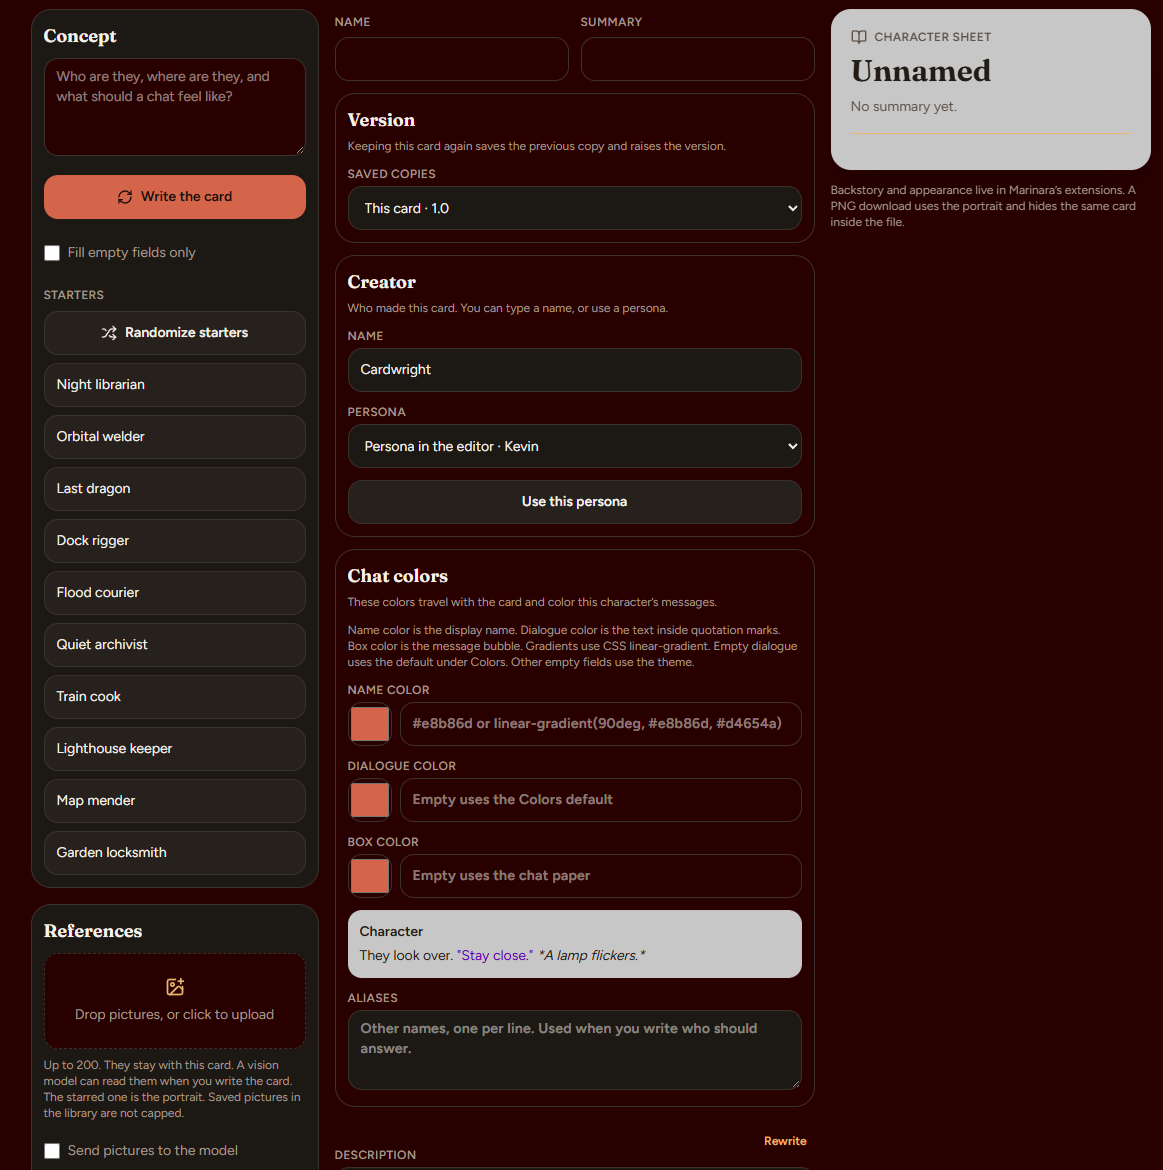 Concept
Who are they, where are they, and
what should a chat feel like?
Write the card
Fill empty fields only
STARTERS
Randomize starters
Night librarian
Orbital welder
Last dragon
Dock rigger
Flood courier
Quiet archivist
Train cook
Lighthouse keeper
Map mender
Garden locksmith
References
Drop pictures, or click to upload
Up to 200. They stay with this card. A vision
model can read them when you write the card.
The starred one is the portrait. Saved pictures in
the library are not capped.
Send pictures to the model
NAME
SUMMARY
Version
Keeping this card again saves the previous copy and raises the version.
SAVED COPIES
This card · 1.0
Creator
Who made this card. You can type a name, or use a persona.
NAME
Cardwright
PERSONA
Persona in the editor · Kevin
Use this persona
Chat colors
These colors travel with the card and color this character's messages.
Name color is the display name. Dialogue color is the text inside quotation marks.
Box color is the message bubble. Gradients use CSS linear-gradient. Empty dialogue
uses the default under Colors. Other empty fields use the theme.
NAME COLOR
#e8b86d or linear-gradient(90deg, #e8b86d, #d4654a)
DIALOGUE COLOR
Empty uses the Colors default
BOX COLOR
Empty uses the chat paper
Character
They look over. "Stay close." *A lamp flickers.*
ALIASES
Other names, one per line. Used when you write who should
answer.
Rewrite
DESCRIPTION
CHARACTER SHEET
Unnamed
No summary yet.
Backstory and appearance live in Marinara's extensions. A
PNG download uses the portrait and hides the same card
inside the file.